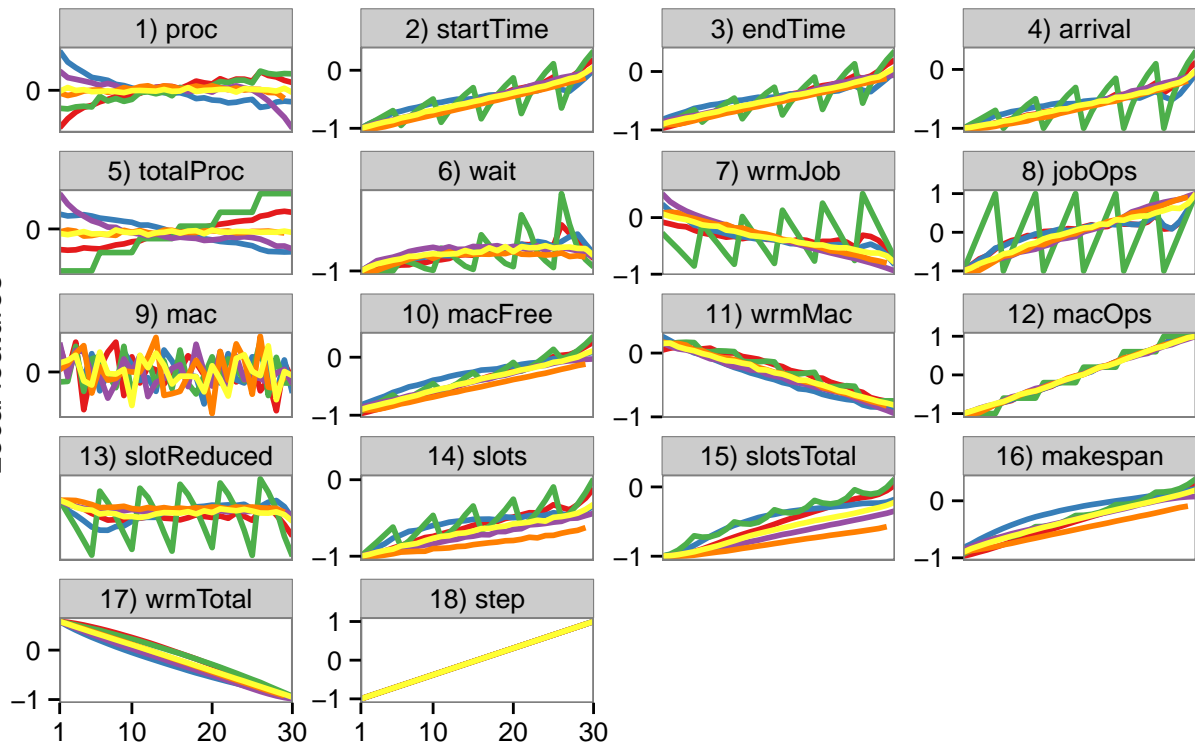 1) proc 2) startTime 3) endTime 4) arrival
0 0 0 0
−1 −1 −1
5) totalProc 6) wait 7) wrmJob 8) jobOps
0 −1 0 −1 1 0 −1
9) mac 10) macFree 11) wrmMac 12) macOps
0 0 −1 0 −1 1 0 −1
13) slotReduced 14) slots 15) slotsTotal 16) makespan
0 −1 0 −1 0 −1
17) wrmTotal 18) step
0 −1 1 0 −1
1 10 20 30 1 10 20 30